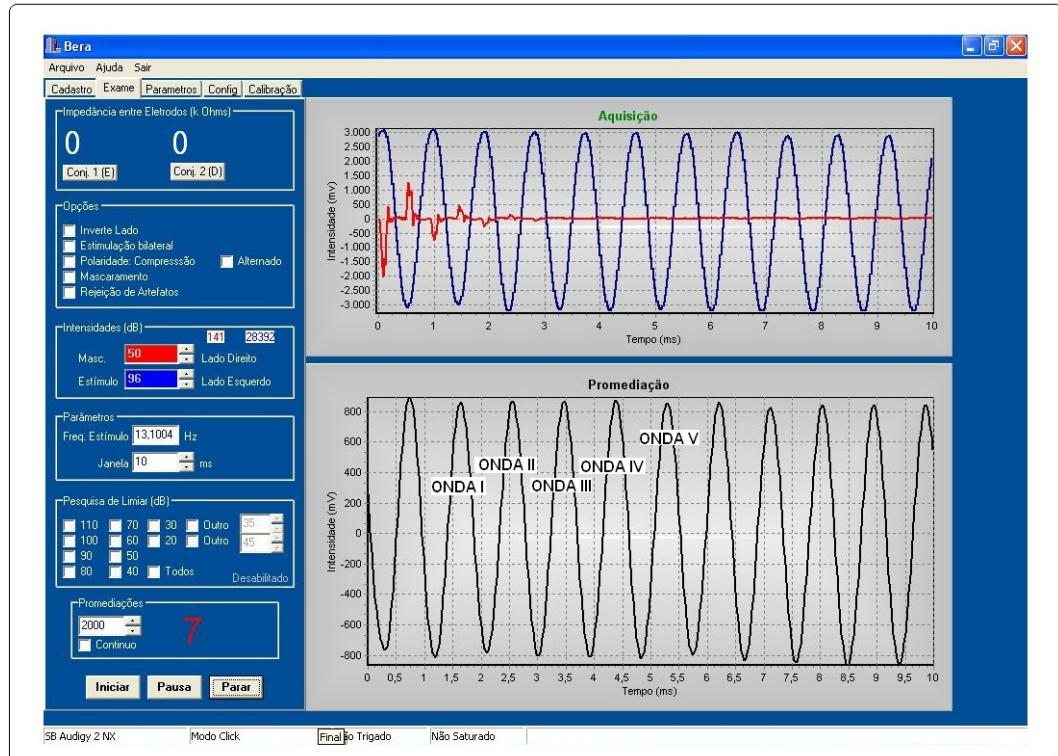 Bera
Arquivo Ajuda Sair
Cadastro Exame Parametros Config Calibração
Impedância entre Eletrodos (k Ohms)
0 0
Conj. 1 (E) Conj. 2 (D)
Opções
Inverte Lado
Estimulação bilateral
Polaridade: Compresssão Alternado
Mascaramento
Rejeição de Artefatos
Intensidades (dB)
141 28392
Masc. 50 Lado Direito
Estímulo 96 Lado Esquerdo
Parâmetros
Freq. Estímulo 13,1004 Hz
Janela 10 ms
Pesquisa de Limiar (dB)
110 70 30 Outro 35
100 60 20 Outro 45
90 50
80 40 Todos Desabilitado
Promediações
2000 7
Continuo
Iniciar Pausa Parar
Aquisição
Intensidade (mv)
3.000
2.500
2.000
1.500
1.000
500
0
-500
-1.000
-1.500
-2.000
-2.500
-3.000
0 1 2 3 4 5 6 7 8 9 10
Tempo (ms)
Promediação
Intensidade (mV)
800
600
400
200
0
-200
-400
-600
-800
ONDA I
ONDA II
ONDA III
ONDA IV
ONDA V
0 0,5 1 1,5 2 2,5 3 3,5 4 4,5 5 5,5 6 6,5 7 7,5 8 8,5 9 9,5 10
Tempo (ms)
SB Audigy 2 NX Modo Click Final Trigado Não Saturado